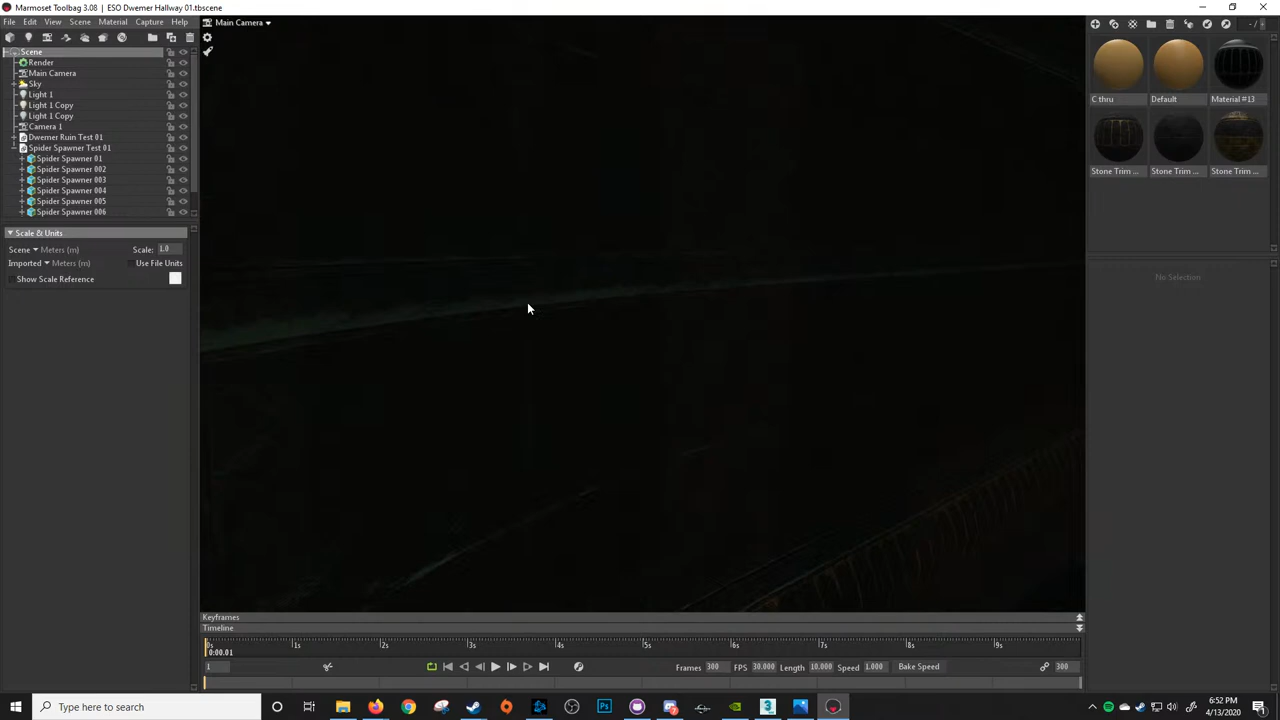 Marmoset Toolbag 3.08 | ESO Dwemer Hallway 01.tbscene
File Edit View Scene Material Capture Help
Main Camera
- /
Scene
Render
Main Camera
Sky
Light 1
Light 1 Copy
Light 1 Copy
Camera 1
Dwemer Ruin Test 01
Spider Spawner Test 01
Spider Spawner 01
Spider Spawner 002
Spider Spawner 003
Spider Spawner 004
Spider Spawner 005
Spider Spawner 006
Scale & Units
Scene Meters (m) Scale: 1.0
Imported Meters (m) Use File Units
Show Scale Reference
C thru Default Material #13
Stone Trim ... Stone Trim ... Stone Trim ...
No Selection
Keyframes
Timeline
0s 1s 2s 3s 4s 5s 6s 7s 8s 9s
0:00.01
1 Frames 300 FPS 30.000 Length 10.000 Speed 1.000 Bake Speed 300
Type here to search
6:52 PM
4/13/2020